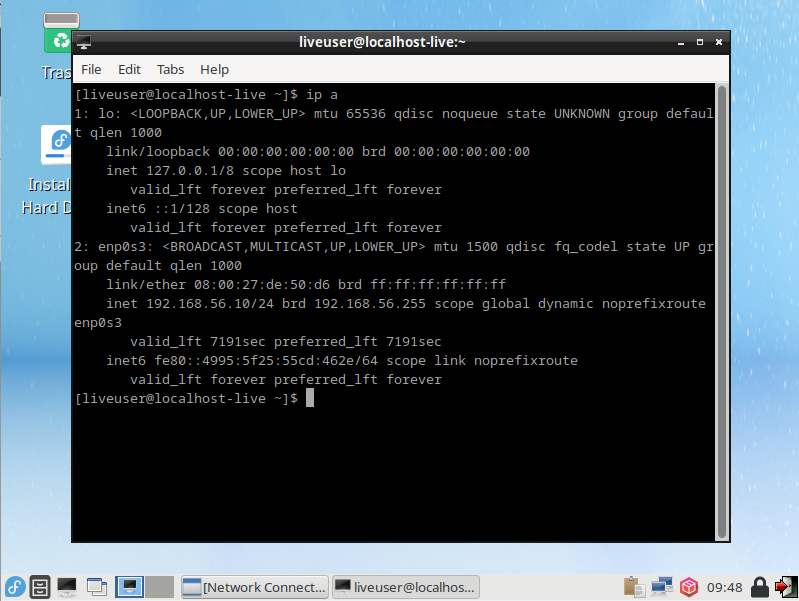 Tras
Instal
Hard D
liveuser@localhost-live:~
File Edit Tabs Help
[liveuser@localhost-live ~]$ ip a
1: lo: <LOOPBACK,UP,LOWER_UP> mtu 65536 qdisc noqueue state UNKNOWN group defaul
t qlen 1000
    link/loopback 00:00:00:00:00:00 brd 00:00:00:00:00:00
    inet 127.0.0.1/8 scope host lo
       valid_lft forever preferred_lft forever
    inet6 ::1/128 scope host
       valid_lft forever preferred_lft forever
2: enp0s3: <BROADCAST,MULTICAST,UP,LOWER_UP> mtu 1500 qdisc fq_codel state UP gr
oup default qlen 1000
    link/ether 08:00:27:de:50:d6 brd ff:ff:ff:ff:ff:ff
    inet 192.168.56.10/24 brd 192.168.56.255 scope global dynamic noprefixroute
enp0s3
       valid_lft 7191sec preferred_lft 7191sec
    inet6 fe80::4995:5f25:55cd:462e/64 scope link noprefixroute
       valid_lft forever preferred_lft forever
[liveuser@localhost-live ~]$
[Network Connect... liveuser@localhos... 09:48